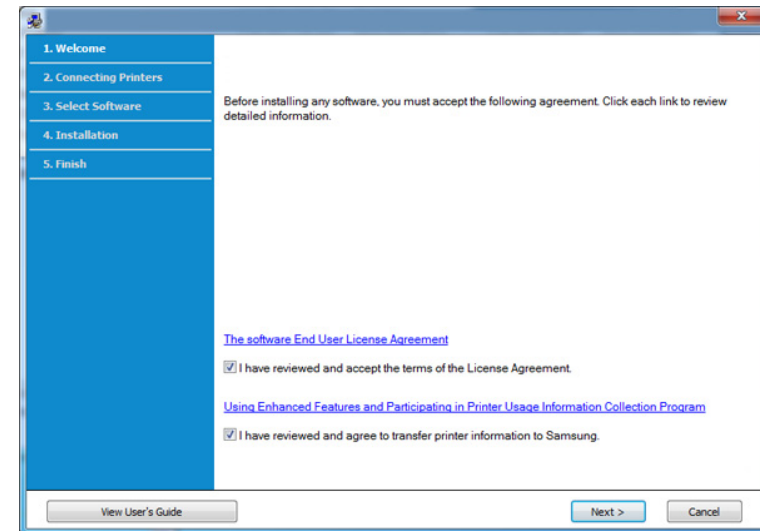 1. Welcome
2. Connecting Printers
3. Select Software
4. Installation
5. Finish
Before installing any software, you must accept the following agreement. Click each link to review
detailed information.
The software End User License Agreement
I have reviewed and accept the terms of the License Agreement.
Using Enhanced Features and Participating in Printer Usage Information Collection Program
I have reviewed and agree to transfer printer information to Samsung.
View User's Guide
Next >
Cancel